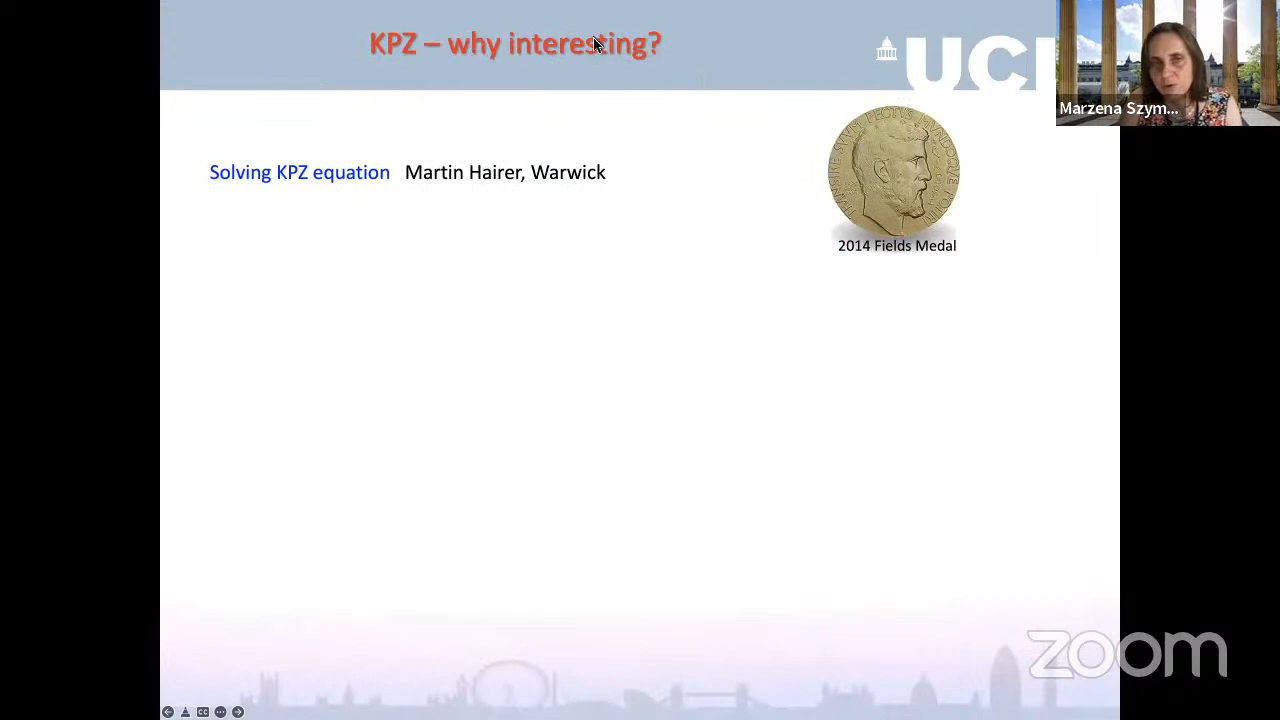 KPZ – why interesting?
UCL
Marzena Szym...
Solving KPZ equation Martin Hairer, Warwick
2014 Fields Medal
zoom